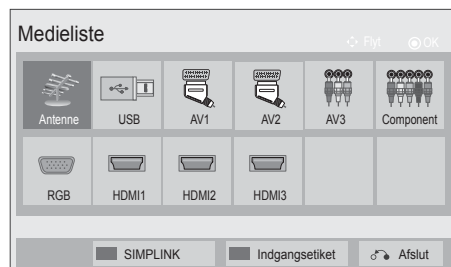 Medieliste
Flyt OK
Antenne USB AV1 AV2 AV3 Component
RGB HDMI1 HDMI2 HDMI3
SIMPLINK Indgangsetiket Afslut